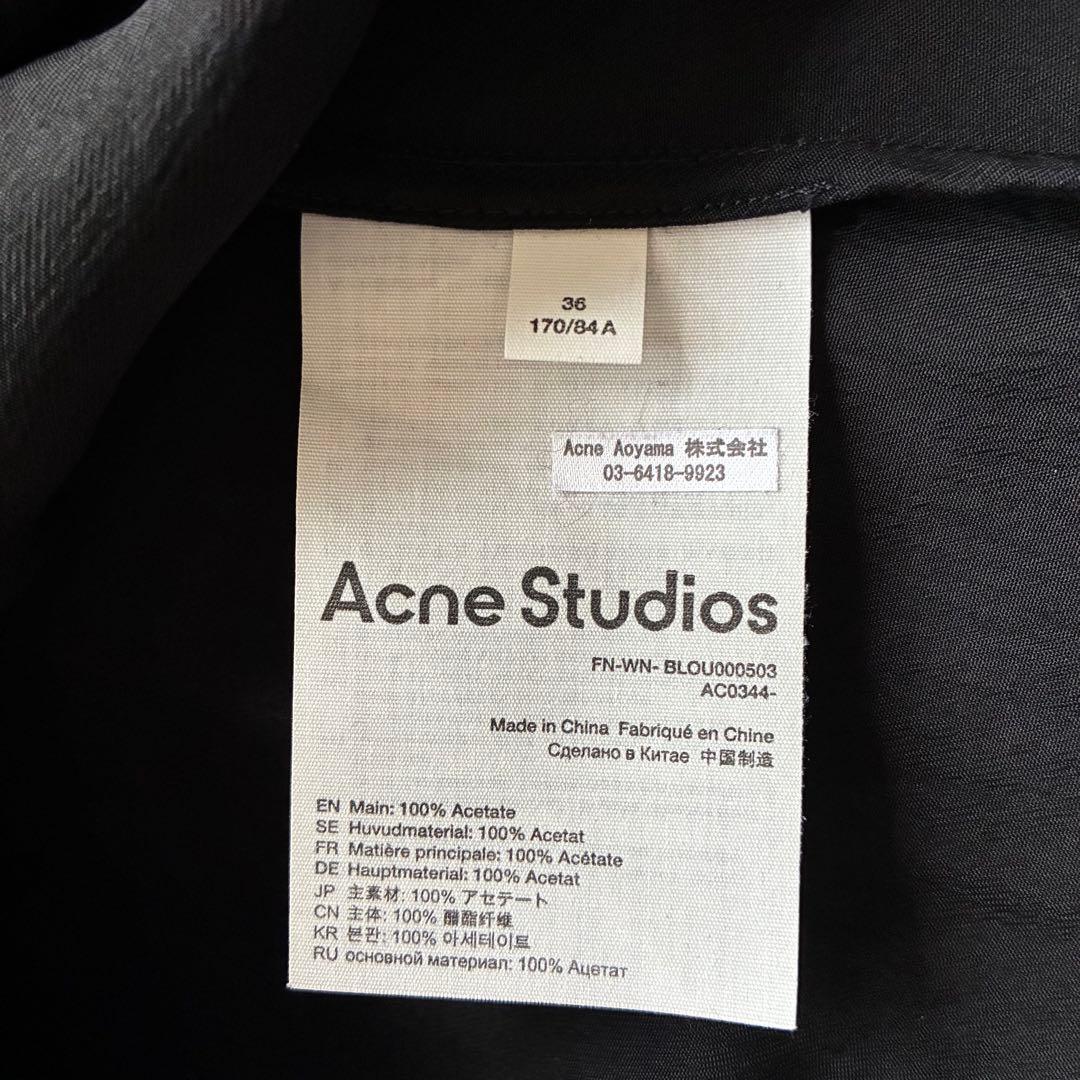 36
170/84 A
Acne Aoyama 株式会社
03-6418-9923
Acne Studios
FN-WN- BLOU000503
AC0344-
Made in China Fabriqué en Chine
Сделано в Китае 中国制造
EN Main: 100% Acetate
SE Huvudmaterial: 100% Acetat
FR Matière principale: 100% Acétate
DE Hauptmaterial: 100% Acetat
JP 主素材: 100% アセテート
CN 主体: 100% 醋酯纤维
KR 본판: 100% 아세테이트
RU основной материал: 100% Ацетат